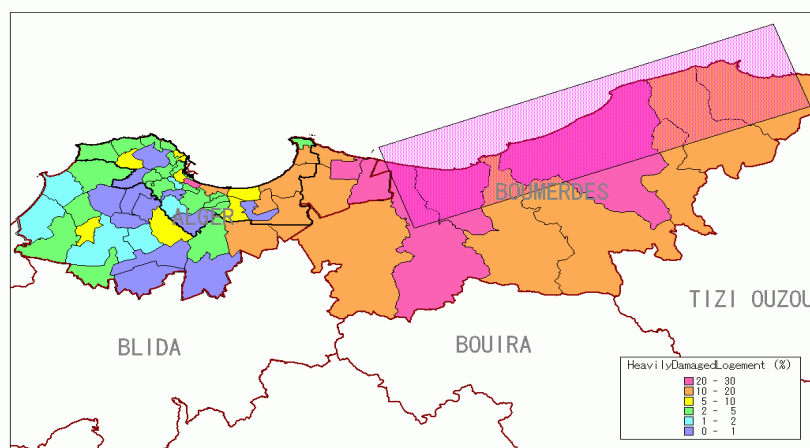 BOUMERDES
ALGER
TIZI OUZOU
BLIDA
BOUIRA
HeavilyDamagedLogement (%)
20 - 30
10 - 20
5 - 10
2 - 5
1 - 2
0 - 1